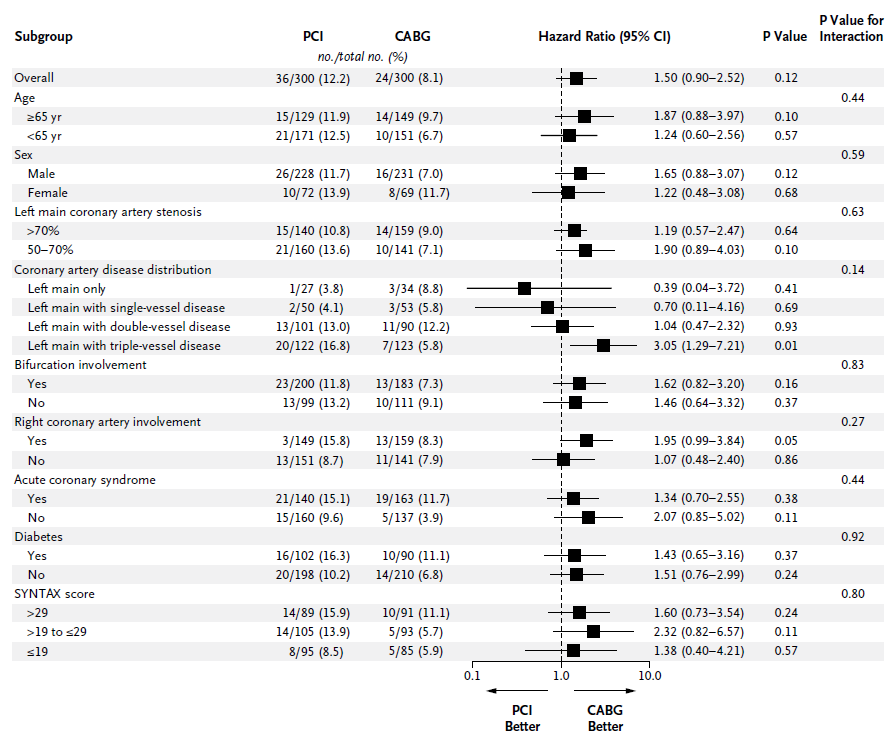 P Value for
Subgroup PCI CABG Hazard Ratio (95% CI) P Value Interaction
no./total no. (%)
Overall 36/300 (12.2) 24/300 (8.1) 1.50 (0.90–2.52) 0.12
Age 0.44
≥65 yr 15/129 (11.9) 14/149 (9.7) 1.87 (0.88–3.97) 0.10
<65 yr 21/171 (12.5) 10/151 (6.7) 1.24 (0.60–2.56) 0.57
Sex 0.59
Male 26/228 (11.7) 16/231 (7.0) 1.65 (0.88–3.07) 0.12
Female 10/72 (13.9) 8/69 (11.7) 1.22 (0.48–3.08) 0.68
Left main coronary artery stenosis 0.63
>70% 15/140 (10.8) 14/159 (9.0) 1.19 (0.57–2.47) 0.64
50–70% 21/160 (13.6) 10/141 (7.1) 1.90 (0.89–4.03) 0.10
Coronary artery disease distribution 0.14
Left main only 1/27 (3.8) 3/34 (8.8) 0.39 (0.04–3.72) 0.41
Left main with single-vessel disease 2/50 (4.1) 3/53 (5.8) 0.70 (0.11–4.16) 0.69
Left main with double-vessel disease 13/101 (13.0) 11/90 (12.2) 1.04 (0.47–2.32) 0.93
Left main with triple-vessel disease 20/122 (16.8) 7/123 (5.8) 3.05 (1.29–7.21) 0.01
Bifurcation involvement 0.83
Yes 23/200 (11.8) 13/183 (7.3) 1.62 (0.82–3.20) 0.16
No 13/99 (13.2) 10/111 (9.1) 1.46 (0.64–3.32) 0.37
Right coronary artery involvement 0.27
Yes 3/149 (15.8) 13/159 (8.3) 1.95 (0.99–3.84) 0.05
No 13/151 (8.7) 11/141 (7.9) 1.07 (0.48–2.40) 0.86
Acute coronary syndrome 0.44
Yes 21/140 (15.1) 19/163 (11.7) 1.34 (0.70–2.55) 0.38
No 15/160 (9.6) 5/137 (3.9) 2.07 (0.85–5.02) 0.11
Diabetes 0.92
Yes 16/102 (16.3) 10/90 (11.1) 1.43 (0.65–3.16) 0.37
No 20/198 (10.2) 14/210 (6.8) 1.51 (0.76–2.99) 0.24
SYNTAX score 0.80
>29 14/89 (15.9) 10/91 (11.1) 1.60 (0.73–3.54) 0.24
>19 to ≤29 14/105 (13.9) 5/93 (5.7) 2.32 (0.82–6.57) 0.11
≤19 8/95 (8.5) 5/85 (5.9) 1.38 (0.40–4.21) 0.57
0.1 1.0 10.0
PCI CABG
Better Better